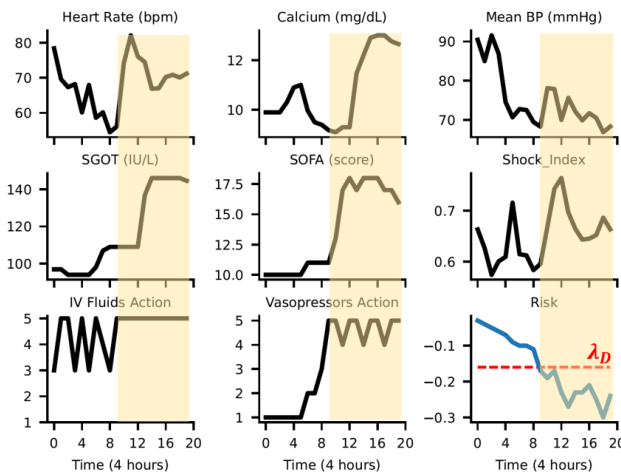 Heart Rate (bpm)
Calcium (mg/dL)
Mean BP (mmHg)
80
70
60
12
10
90
80
70
SGOT (IU/L)
SOFA (score)
Shock_Index
140
120
100
17.5
15.0
12.5
10.0
0.7
0.6
IV Fluids Action
Vasopressors Action
Risk
5
4
3
2
1
5
4
3
2
1
−0.1
−0.2
−0.3
λ_D
0 4 8 12 16 20
0 4 8 12 16 20
0 4 8 12 16 20
Time (4 hours)
Time (4 hours)
Time (4 hours)